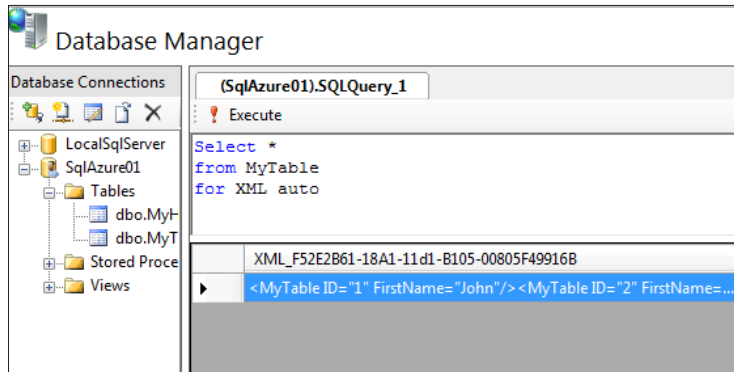 Database Manager
Database Connections
(SqlAzure01).SQLQuery_1
Execute
LocalSqlServer
SqlAzure01
Tables
dbo.MyH
dbo.MyT
Stored Proce
Views
Select *
from MyTable
for XML auto
XML_F52E2B61-18A1-11d1-B105-00805F49916B
<MyTable ID="1" FirstName="John"/><MyTable ID="2" FirstName=...